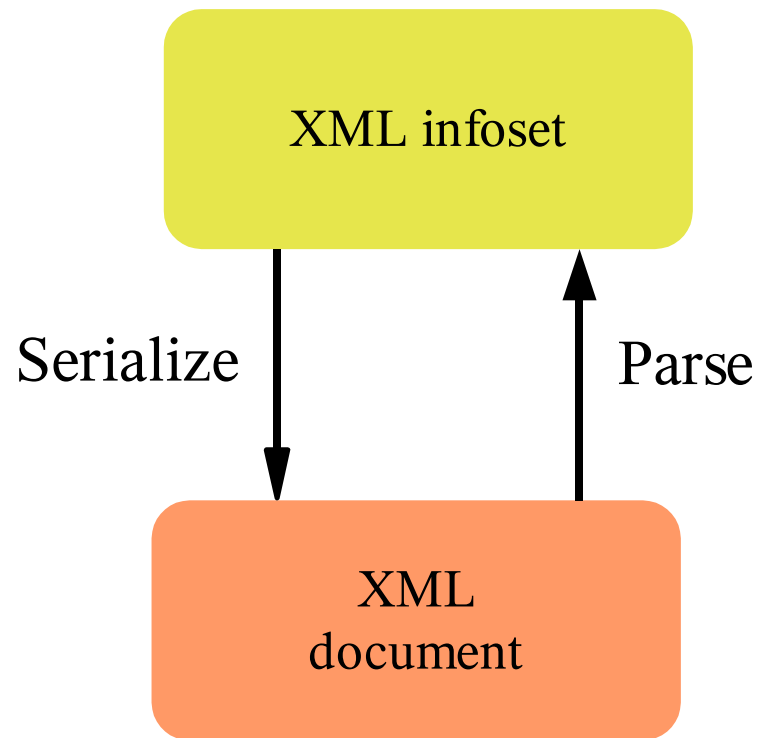 XML infoset
Serialize
Parse
XML
document